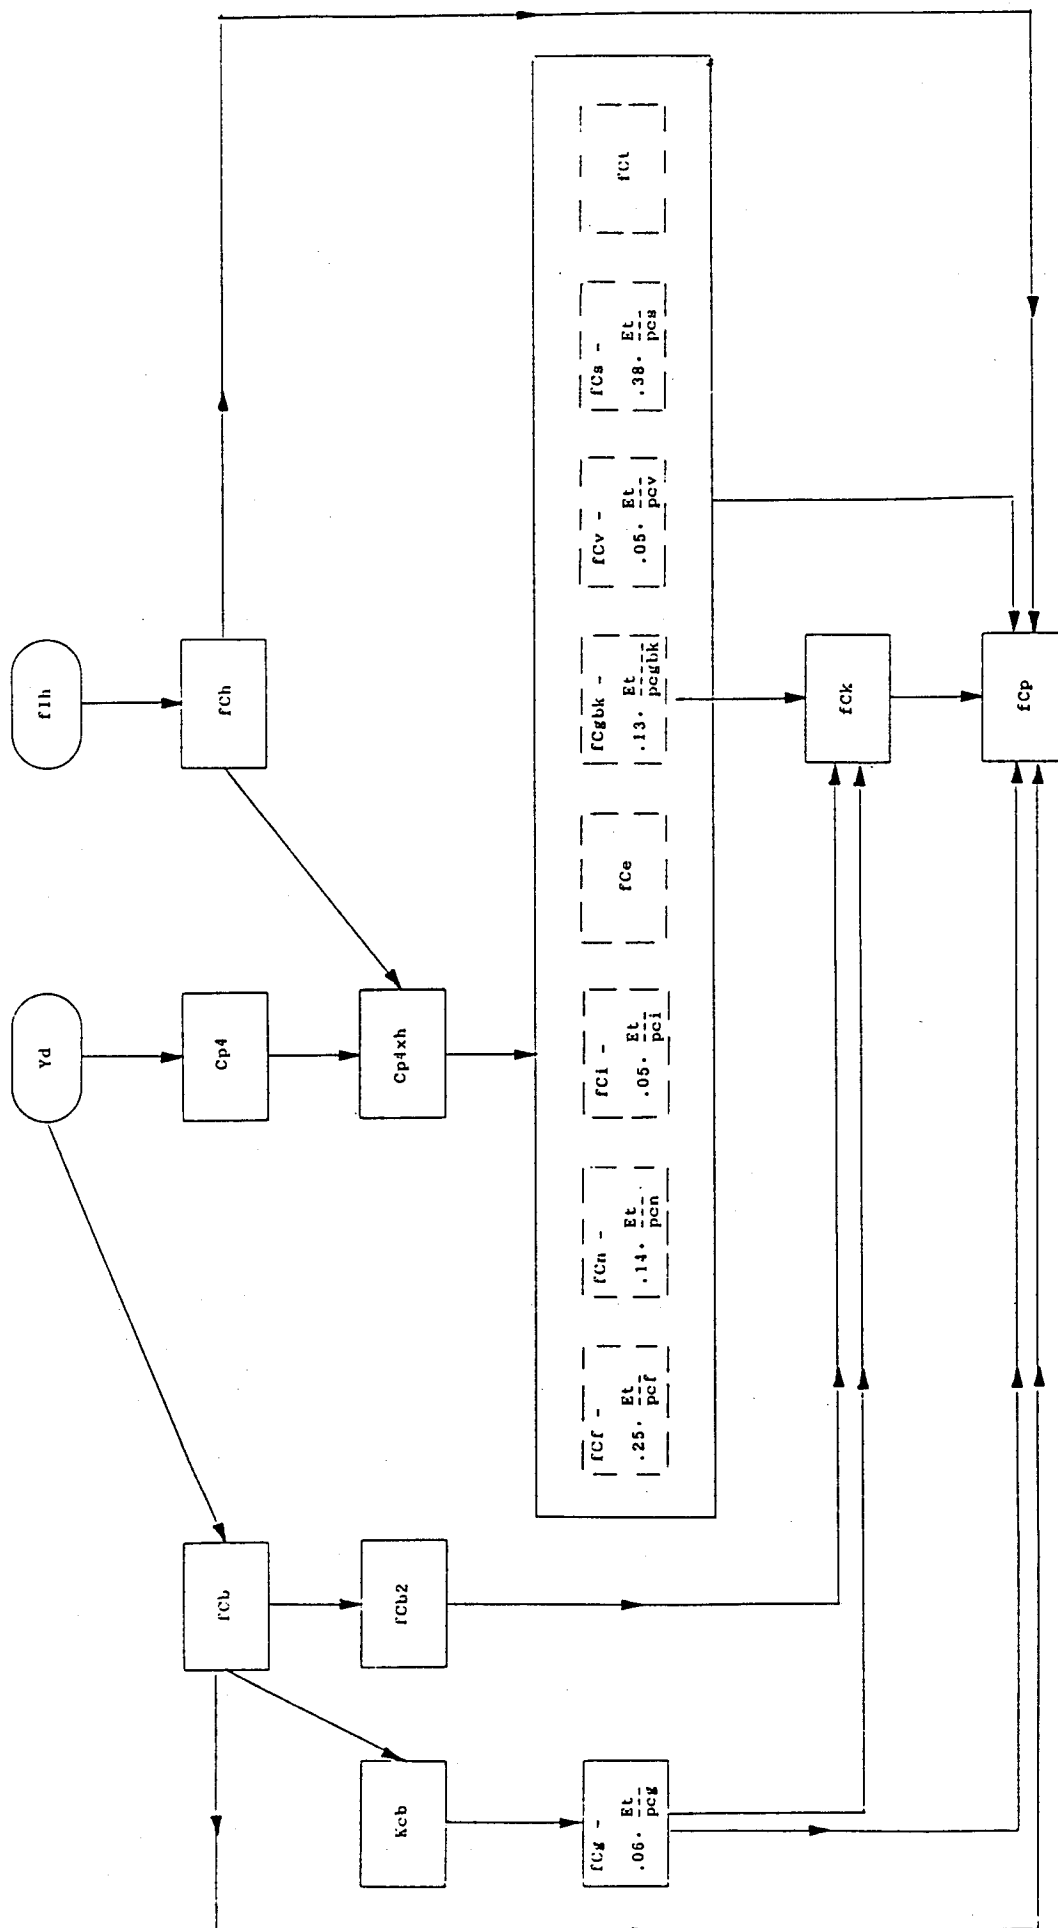 fIh
Yd
fCh
Cp4
fCb
Cp4xh
fCb2
Kcb
fCg -
.06. Et
---
pcg
fCf -
.25. Et
---
pcf
fCn -
.14. Et
---
pcn
fCi -
.05. Et
---
pci
fCe
fCgbk -
.13. Et
-----
pcgbk
fCv -
.05. Et
---
pcv
fCs -
.38. Et
---
pcs
fCt
fCk
fCp